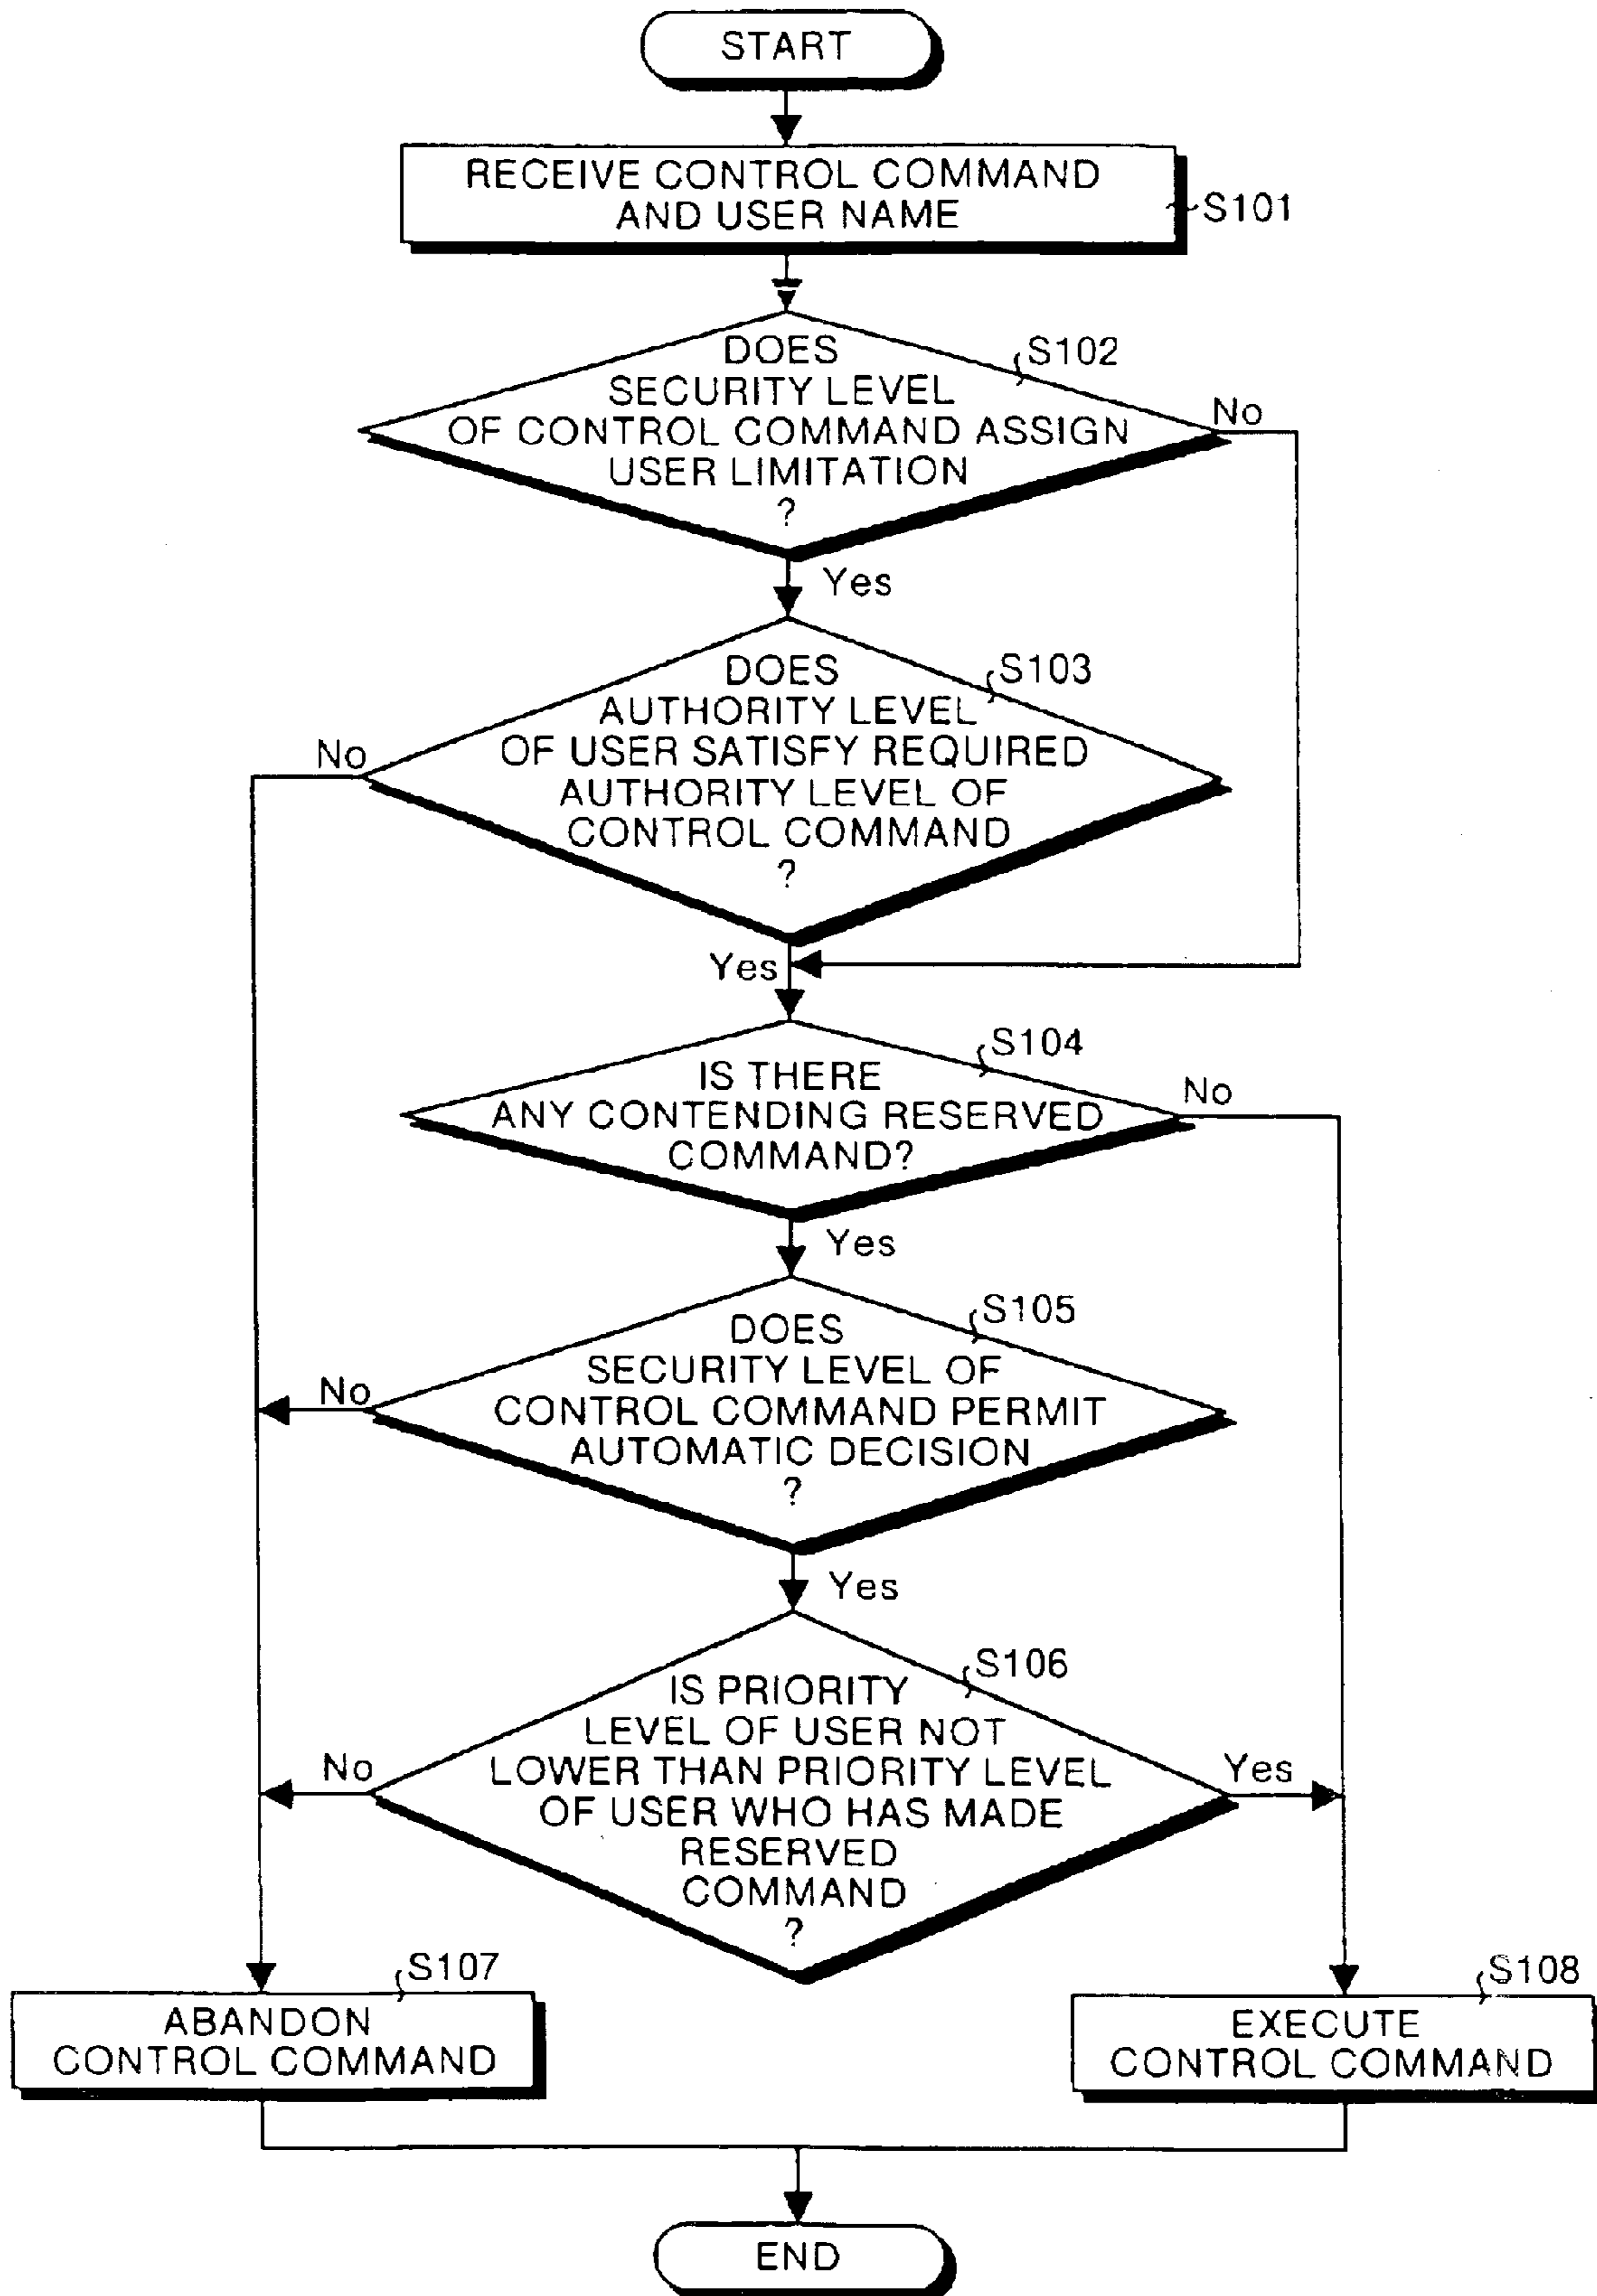 START
RECEIVE CONTROL COMMAND
AND USER NAME
S101
DOES
SECURITY LEVEL
OF CONTROL COMMAND ASSIGN
USER LIMITATION
?
S102
No
Yes
DOES
AUTHORITY LEVEL
OF USER SATISFY REQUIRED
AUTHORITY LEVEL OF
CONTROL COMMAND
?
S103
No
Yes
IS THERE
ANY CONTENDING RESERVED
COMMAND?
S104
No
Yes
DOES
SECURITY LEVEL OF
CONTROL COMMAND PERMIT
AUTOMATIC DECISION
?
S105
No
Yes
IS PRIORITY
LEVEL OF USER NOT
LOWER THAN PRIORITY LEVEL
OF USER WHO HAS MADE
RESERVED
COMMAND
?
S106
No
Yes
S107
ABANDON
CONTROL COMMAND
S108
EXECUTE
CONTROL COMMAND
END